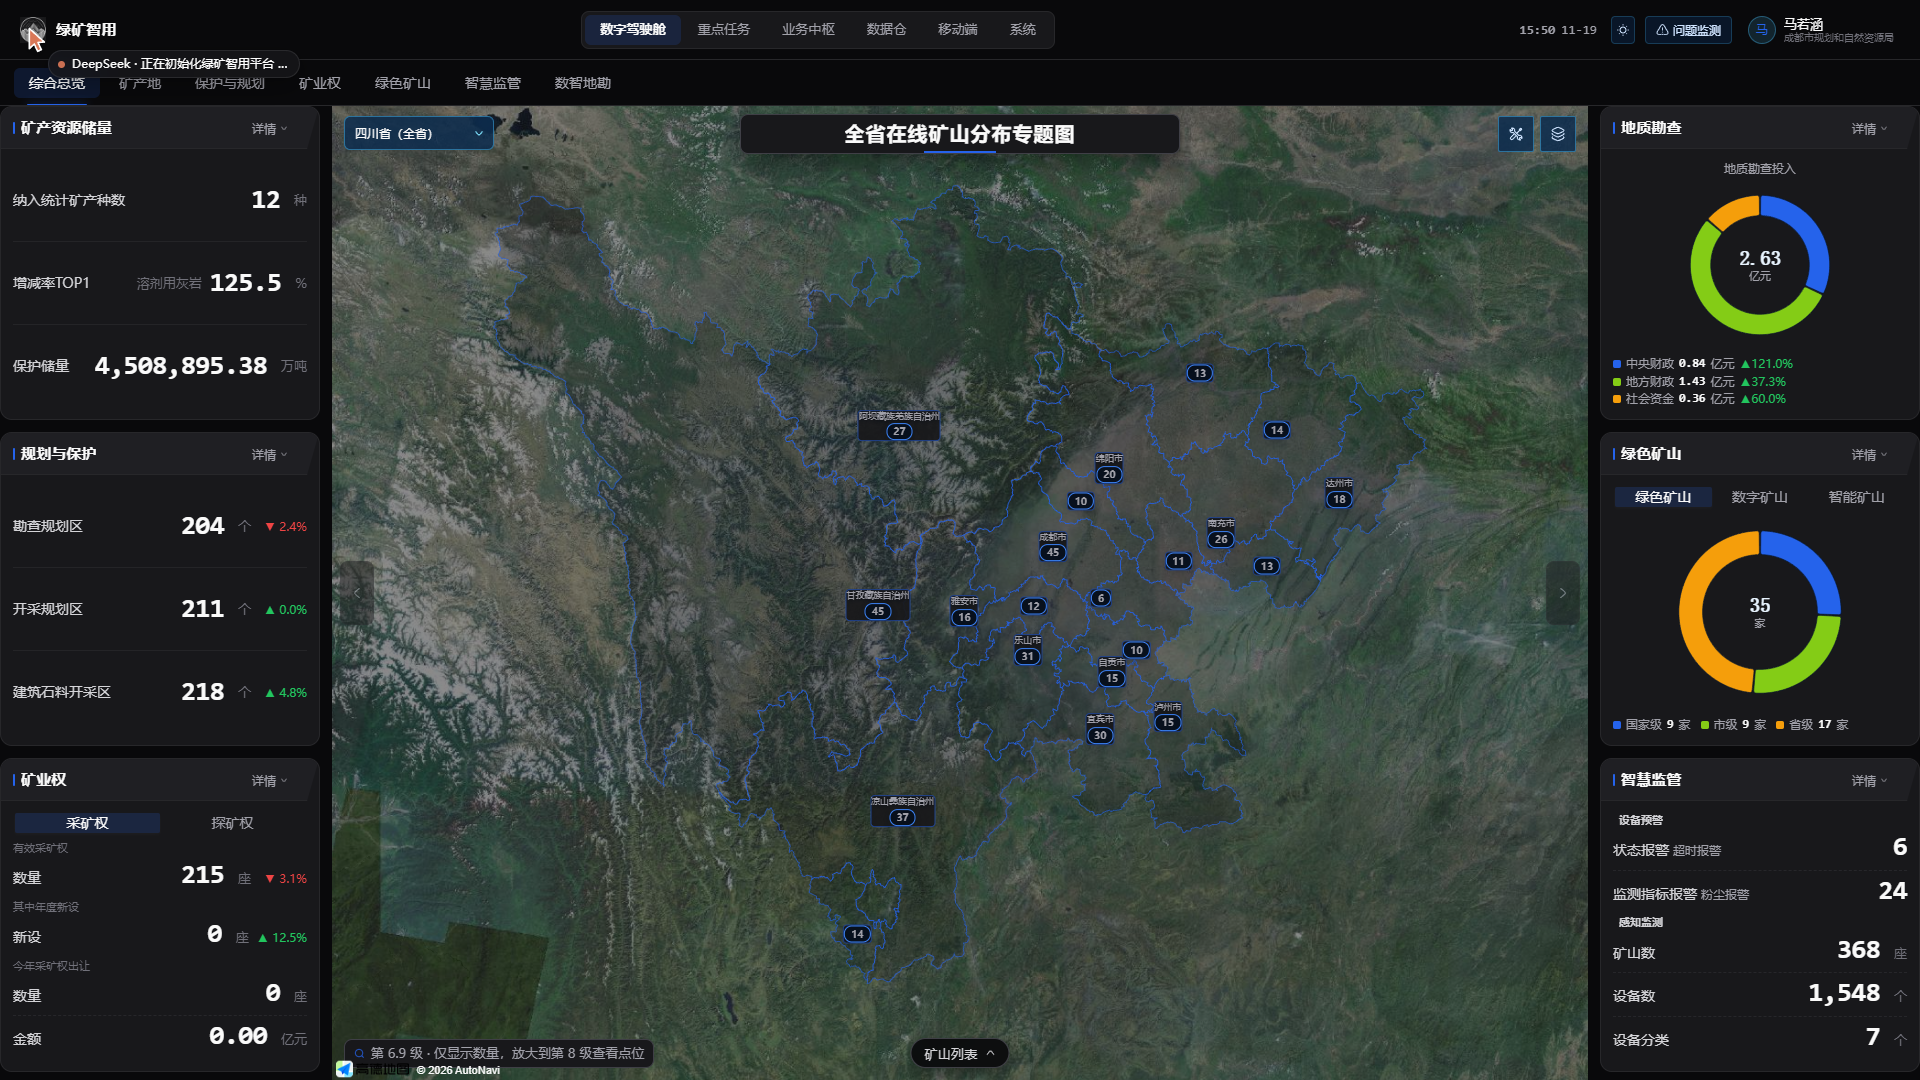 绿矿智用
数字驾驶舱 重点任务 业务中枢 数据仓 移动端 系统
15:50 11-19
问题监测
马
马若涵
成都市规划和自然资源局
DeepSeek · 正在初始化绿矿智用平台 ...
综合总览 矿产地 保护与规划 矿业权 绿色矿山 智慧监管 数智地勘
矿产资源储量 详情
纳入统计矿产种数 12 种
增减率TOP1 溶剂用灰岩 125.5 %
保护储量 4,508,895.38 万吨
规划与保护 详情
勘查规划区 204 个 ▼2.4%
开采规划区 211 个 ▲0.0%
建筑石料开采区 218 个 ▲4.8%
矿业权 详情
采矿权 探矿权
有效采矿权
数量 215 座 ▼3.1%
其中年度新设
新设 0 座 ▲12.5%
今年采矿权出让
数量 0 座
金额 0.00 亿元
四川省（全省）
全省在线矿山分布专题图
13
14
阿坝藏族羌族自治州
27
绵阳市
20
10
达州市
18
南充市
26
成都市
45
11
13
甘孜藏族自治州
45
雅安市
16
12
6
乐山市
31
10
自贡市
15
泸州市
15
宜宾市
30
凉山彝族自治州
37
14
第 6.9 级 · 仅显示数量，放大到第 8 级查看点位
高德地图 © 2026 AutoNavi
矿山列表
地质勘查 详情
地质勘查投入
2.63
亿元
中央财政 0.84 亿元 ▲121.0%
地方财政 1.43 亿元 ▲37.3%
社会资金 0.36 亿元 ▲60.0%
绿色矿山 详情
绿色矿山 数字矿山 智能矿山
35
家
国家级 9 家 市级 9 家 省级 17 家
智慧监管 详情
设备预警
状态报警 超时报警 6
监测指标报警 粉尘报警 24
感知监测
矿山数 368 座
设备数 1,548 个
设备分类 7 个